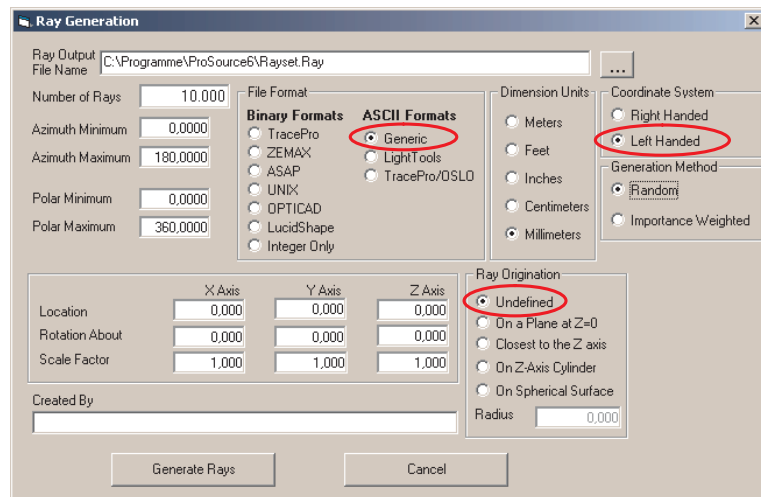 Ray Generation
Ray Output
File Name
C:\Programme\ProSource6\Rayset.Ray
...
Number of Rays 10.000
Azimuth Minimum 0,0000
Azimuth Maximum 180,0000
Polar Minimum 0,0000
Polar Maximum 360,0000
File Format
Binary Formats
TracePro
ZEMAX
ASAP
UNIX
OPTICAD
LucidShape
Integer Only
ASCII Formats
Generic
LightTools
TracePro/OSLO
Dimension Units
Meters
Feet
Inches
Centimeters
Millimeters
Coordinate System
Right Handed
Left Handed
Generation Method
Random
Importance Weighted
X Axis Y Axis Z Axis
Location 0,000 0,000 0,000
Rotation About 0,000 0,000 0,000
Scale Factor 1,000 1,000 1,000
Ray Origination
Undefined
On a Plane at Z=0
Closest to the Z axis
On Z-Axis Cylinder
On Spherical Surface
Radius 0,000
Created By
Generate Rays
Cancel